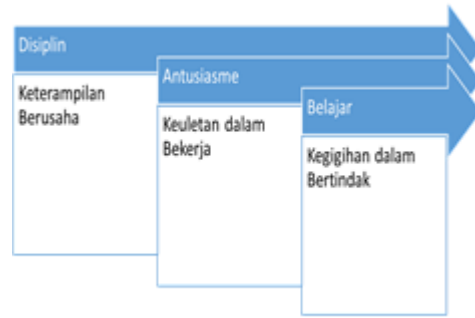 Disiplin
Keterampilan
Berusaha
Antusiasme
Keuletan dalam
Bekerja
Belajar
Kegigihan dalam
Bertindak